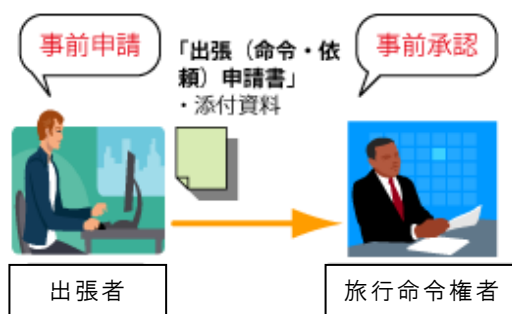 事前申請
「出張（命令・依
頼）申請書」
・添付資料
事前承認
出張者
旅行命令権者